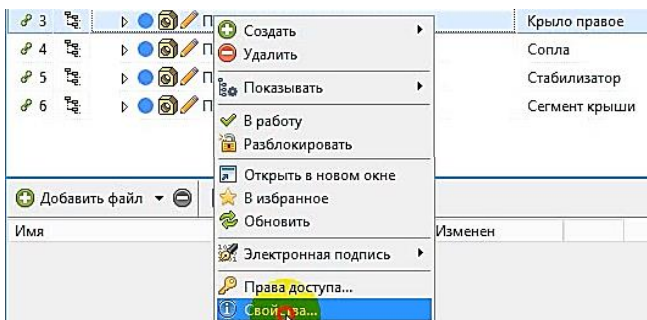 3 П Крыло правое
4 П Сопла
5 П Стабилизатор
6 П Сегмент крыши
Создать
Удалить
Показывать
В работу
Разблокировать
Открыть в новом окне
В избранное
Обновить
Электронная подпись
Права доступа...
Свойства...
Добавить файл
Имя Изменен